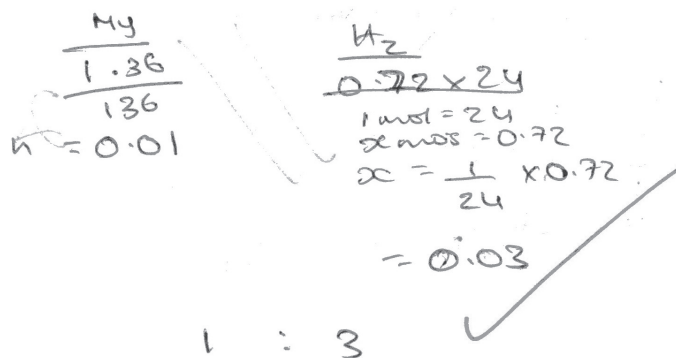 My
1.36
136
n = 0.01
H2
0.72 x 24
1 mol = 24
x mos = 0.72
x = 1/24 x 0.72
= 0.03
1 : 3